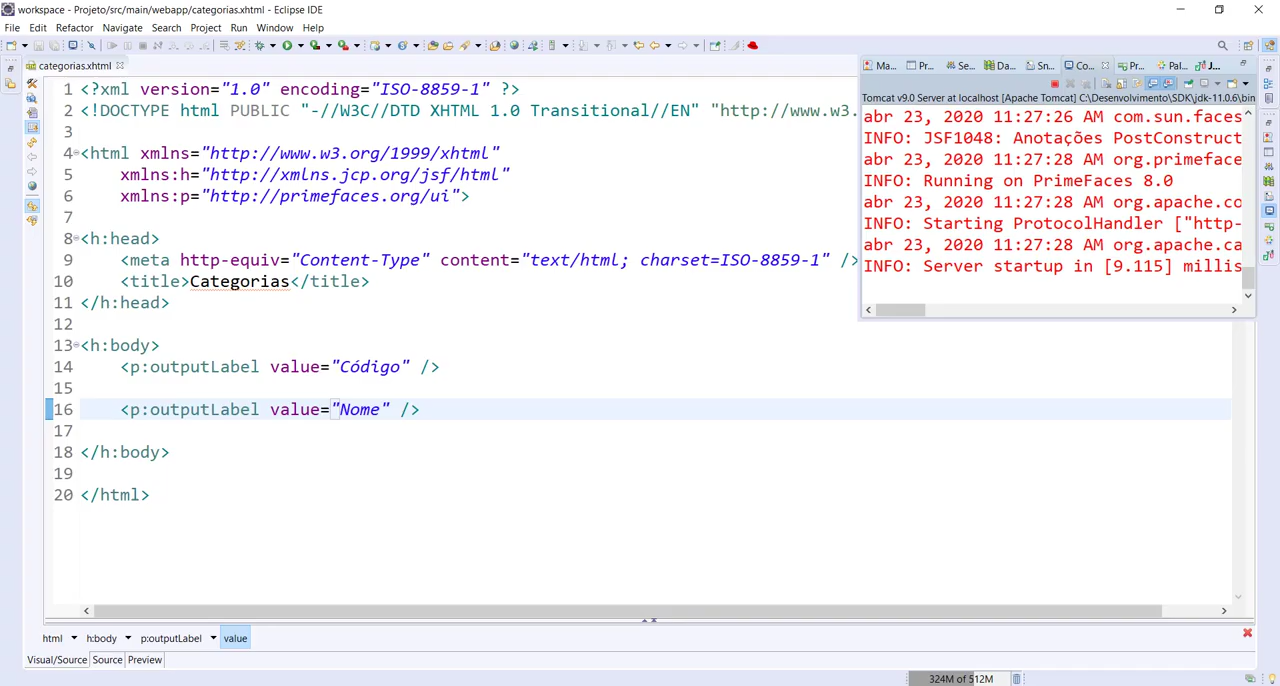 workspace - Projeto/src/main/webapp/categorias.xhtml - Eclipse IDE
File Edit Refactor Navigate Search Project Run Window Help
categorias.xhtml
1 <?xml version="1.0" encoding="ISO-8859-1" ?>
2 <!DOCTYPE html PUBLIC "-//W3C//DTD XHTML 1.0 Transitional//EN" "http://www.w3.
3
4 <html xmlns="http://www.w3.org/1999/xhtml"
5 xmlns:h="http://xmlns.jcp.org/jsf/html"
6 xmlns:p="http://primefaces.org/ui">
7
8 <h:head>
9 <meta http-equiv="Content-Type" content="text/html; charset=ISO-8859-1" />
10 <title>Categorias</title>
11 </h:head>
12
13 <h:body>
14 <p:outputLabel value="Código" />
15
16 <p:outputLabel value="Nome" />
17
18 </h:body>
19
20 </html>
Ma... Pr... Se... Da... Sn... Co... Pr... Pal... J...
Tomcat v9.0 Server at localhost [Apache Tomcat] C:\Desenvolvimento\SDK\jdk-11.0.6\bin
abr 23, 2020 11:27:26 AM com.sun.faces
INFO: JSF1048: Anotações PostConstruct
abr 23, 2020 11:27:28 AM org.primeface
INFO: Running on PrimeFaces 8.0
abr 23, 2020 11:27:28 AM org.apache.co
INFO: Starting ProtocolHandler ["http-
abr 23, 2020 11:27:28 AM org.apache.ca
INFO: Server startup in [9.115] millis
html h:body p:outputLabel value
Visual/Source Source Preview
324M of 512M